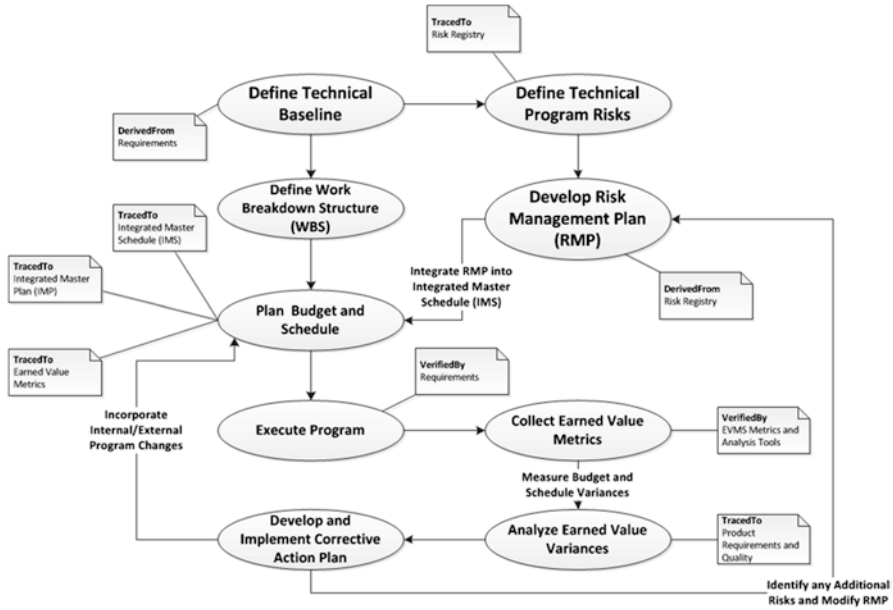 TracedTo
Risk Registry
Define Technical
Baseline
Define Technical
Program Risks
DerivedFrom
Requirements
Define Work
Breakdown Structure
(WBS)
Develop Risk
Management Plan
(RMP)
TracedTo
Integrated Master
Schedule (IMS)
TracedTo
Integrated Master
Plan (IMP)
Integrate RMP into
Integrated Master
Schedule (IMS)
DerivedFrom
Risk Registry
Plan Budget and
Schedule
TracedTo
Earned Value
Metrics
VerifiedBy
Requirements
Incorporate
Internal/External
Program Changes
Execute Program
Collect Earned Value
Metrics
VerifiedBy
EVMS Metrics and
Analysis Tools
Measure Budget and
Schedule Variances
Develop and
Implement Corrective
Action Plan
Analyze Earned Value
Variances
TracedTo
Product
Requirements and
Quality
Identify any Additional
Risks and Modify RMP